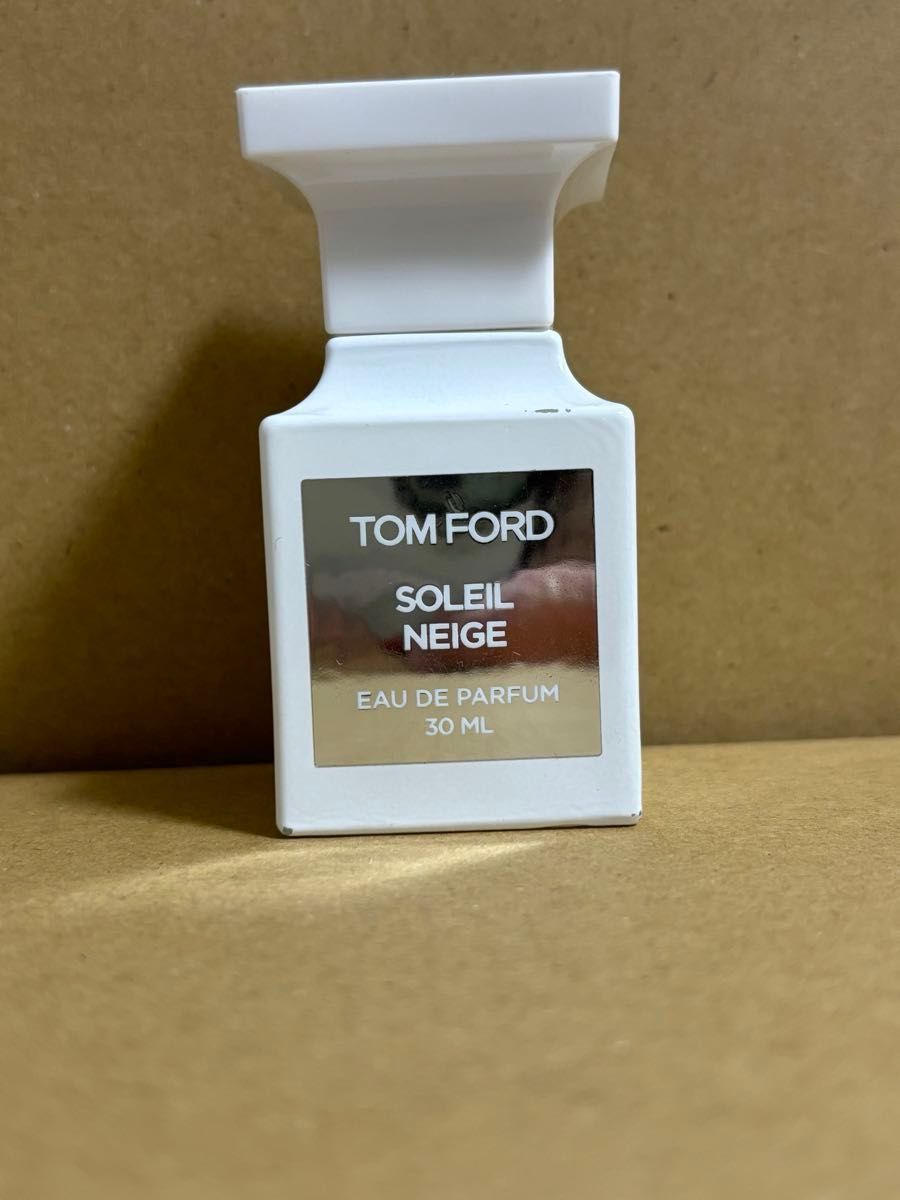 TOM FORD
SOLEIL
NEIGE
EAU DE PARFUM
30 ML